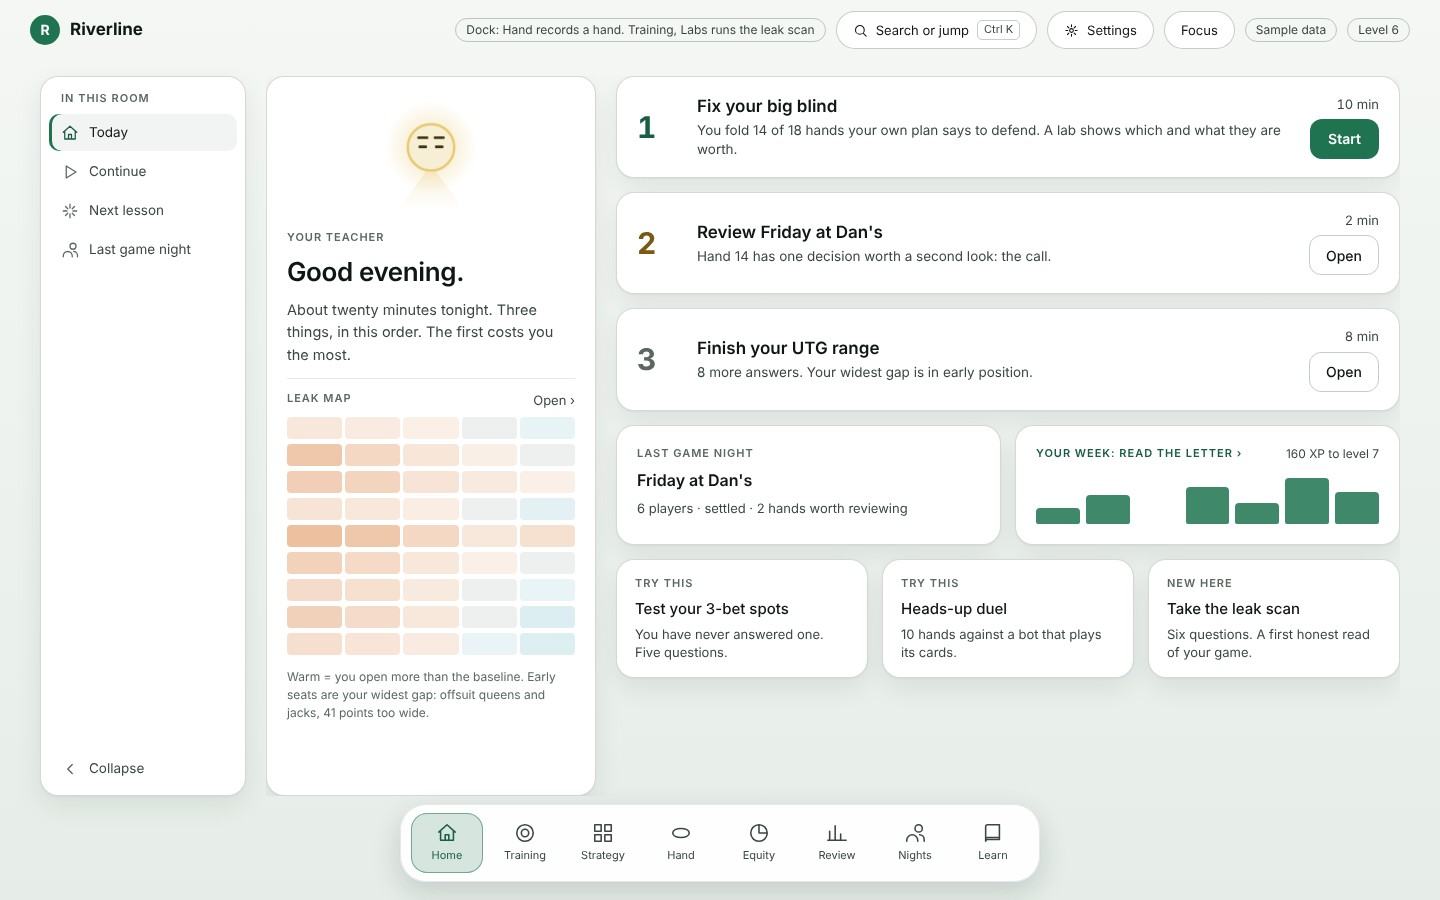 R
Riverline
Dock: Hand records a hand. Training, Labs runs the leak scan
Search or jump
Ctrl K
Settings
Focus
Sample data
Level 6
IN THIS ROOM
Today
Continue
Next lesson
Last game night
Collapse
YOUR TEACHER
Good evening.
About twenty minutes tonight. Three
things, in this order. The first costs you
the most.
LEAK MAP
Open ›
Warm = you open more than the baseline. Early
seats are your widest gap: offsuit queens and
jacks, 41 points too wide.
1
Fix your big blind
You fold 14 of 18 hands your own plan says to defend. A lab shows which and what they are
worth.
10 min
Start
2
Review Friday at Dan's
Hand 14 has one decision worth a second look: the call.
2 min
Open
3
Finish your UTG range
8 more answers. Your widest gap is in early position.
8 min
Open
LAST GAME NIGHT
Friday at Dan's
6 players · settled · 2 hands worth reviewing
YOUR WEEK: READ THE LETTER ›
160 XP to level 7
TRY THIS
Test your 3-bet spots
You have never answered one.
Five questions.
TRY THIS
Heads-up duel
10 hands against a bot that plays
its cards.
NEW HERE
Take the leak scan
Six questions. A first honest read
of your game.
Home
Training
Strategy
Hand
Equity
Review
Nights
Learn